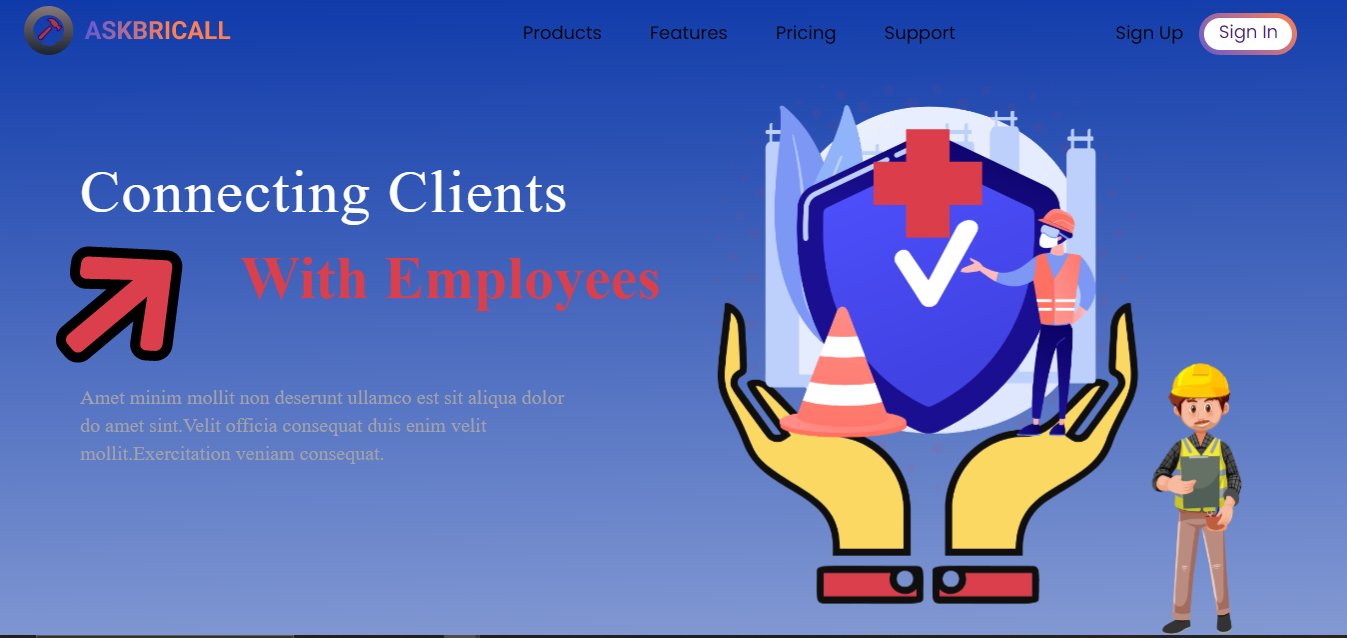 ASKBRICALL
Products Features Pricing Support Sign Up Sign In
Connecting Clients
With Employees
Amet minim mollit non deserunt ullamco est sit aliqua dolor
do amet sint.Velit officia consequat duis enim velit
mollit.Exercitation veniam consequat.